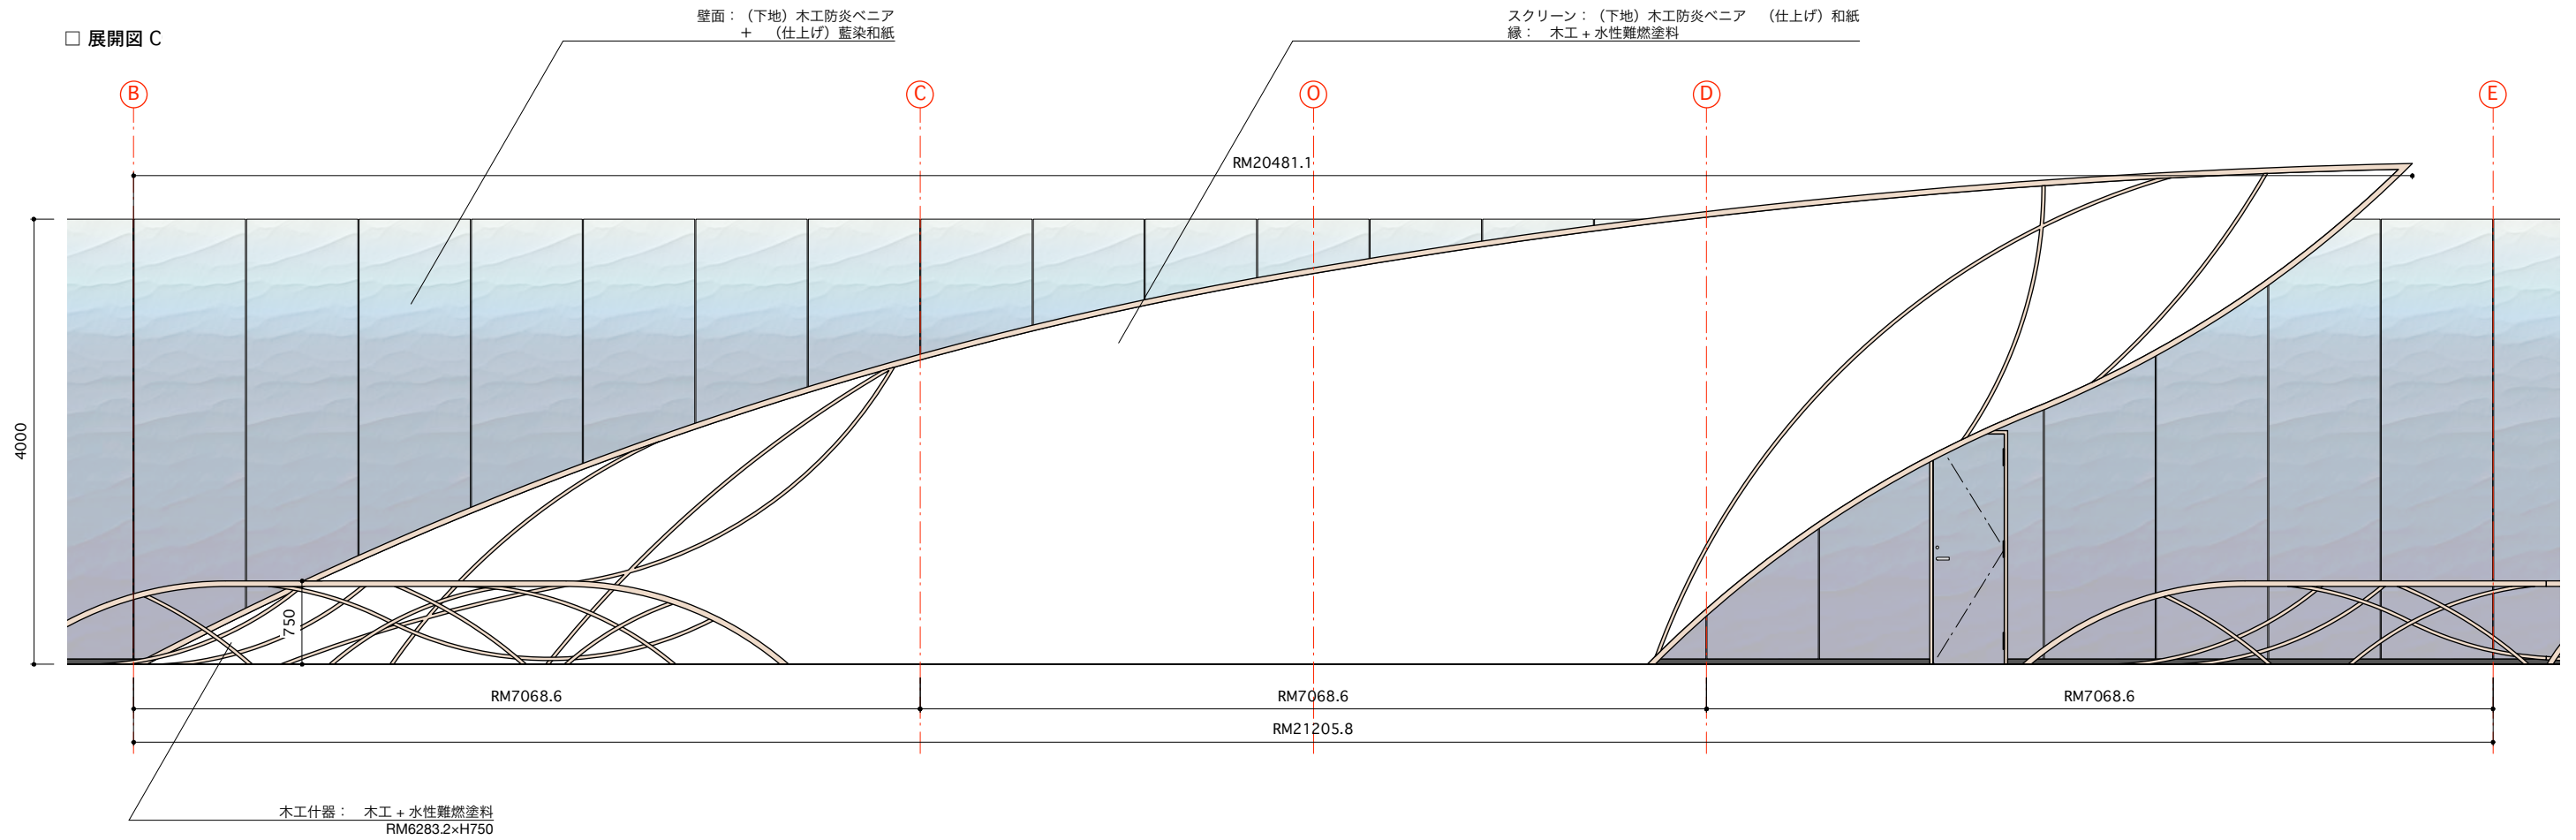 □ 展開図 C
壁面：（下地）木工防炎ベニア
＋　（仕上げ）藍染和紙
スクリーン：（下地）木工防炎ベニア　（仕上げ）和紙
縁：　木工 + 水性難燃塗料
B
C
O
D
E
RM20481.1
4000
750
RM7068.6
RM7068.6
RM7068.6
RM21205.8
木工什器：　木工 + 水性難燃塗料
RM6283.2×H750